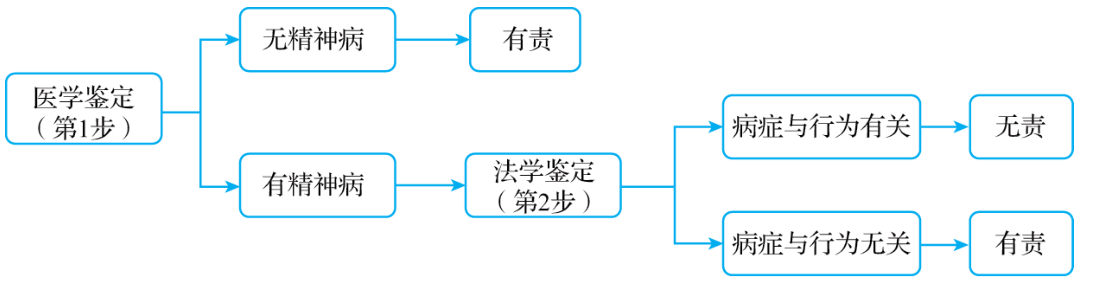 医学鉴定
（第1步）
无精神病
有责
有精神病
法学鉴定
（第2步）
病症与行为有关
无责
病症与行为无关
有责